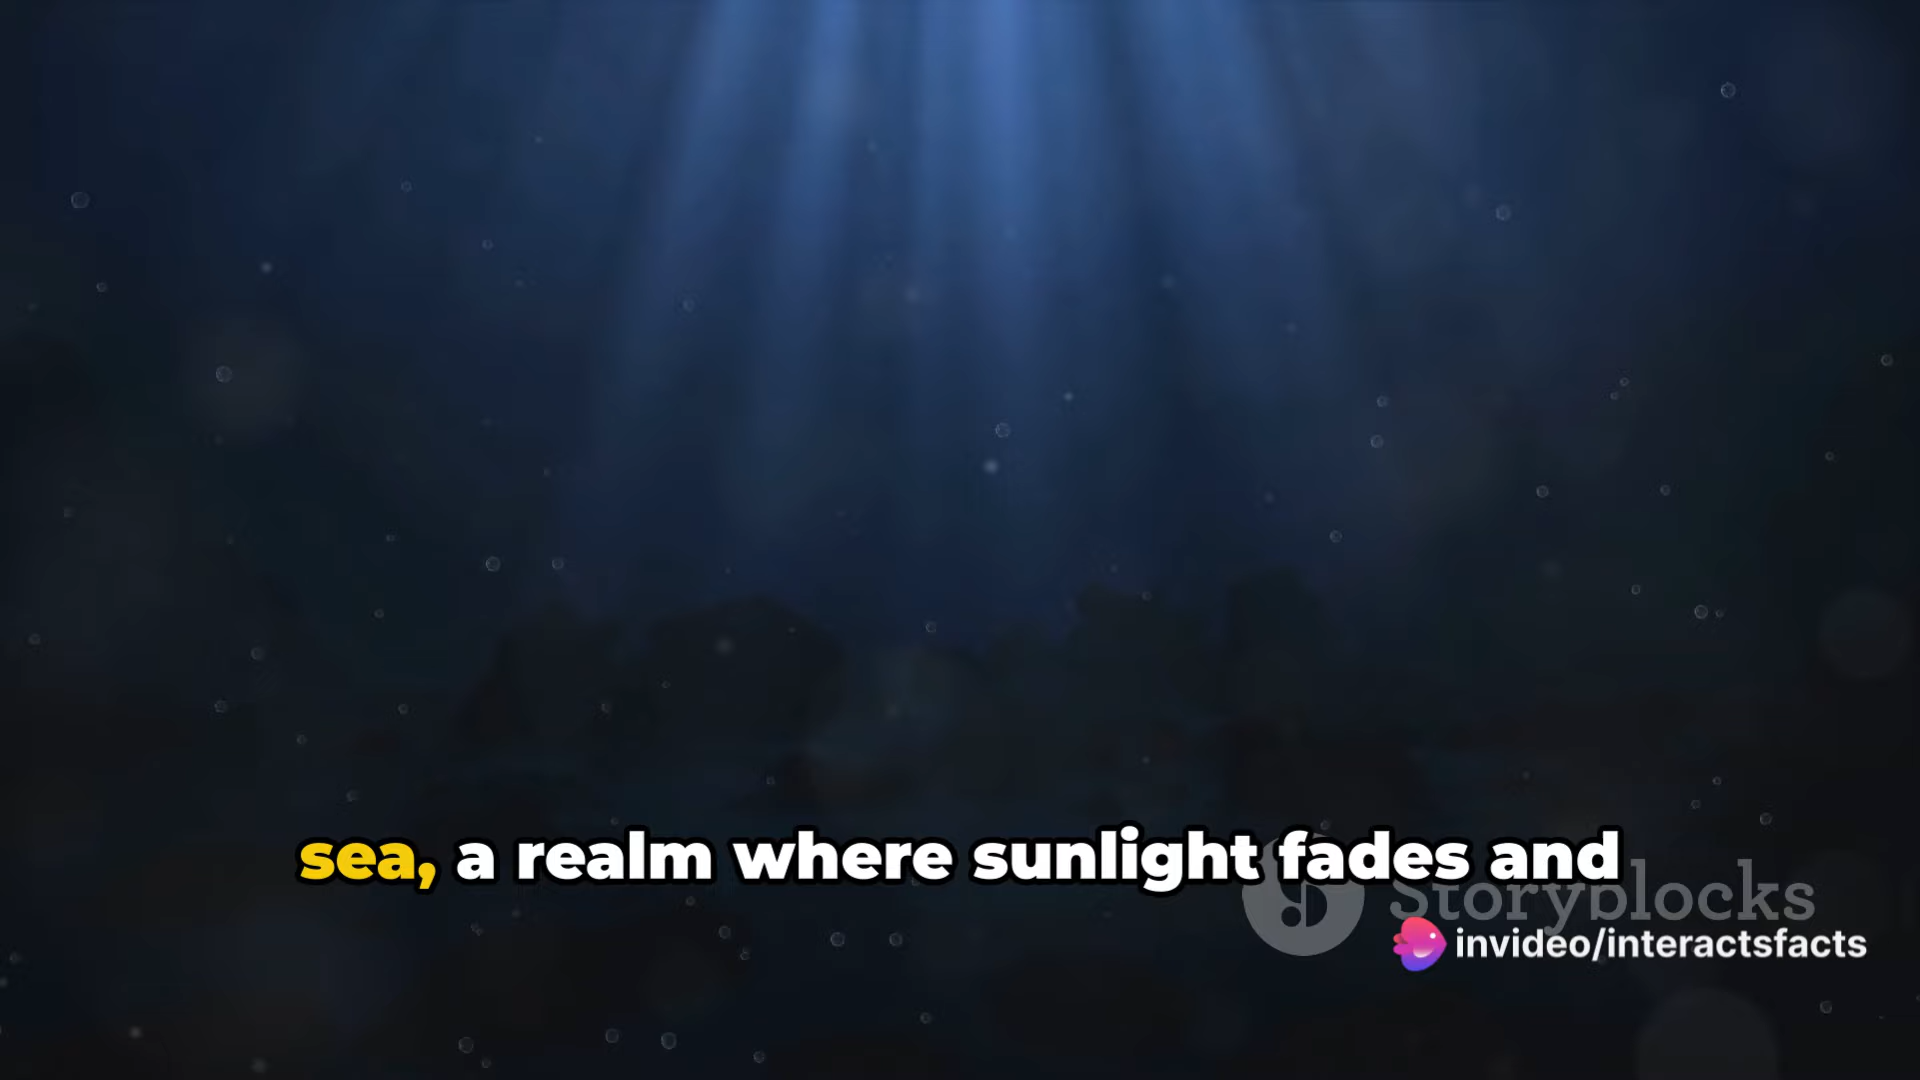 sea, a realm where sunlight fades and
Storyblocks
invideo/interactsfacts